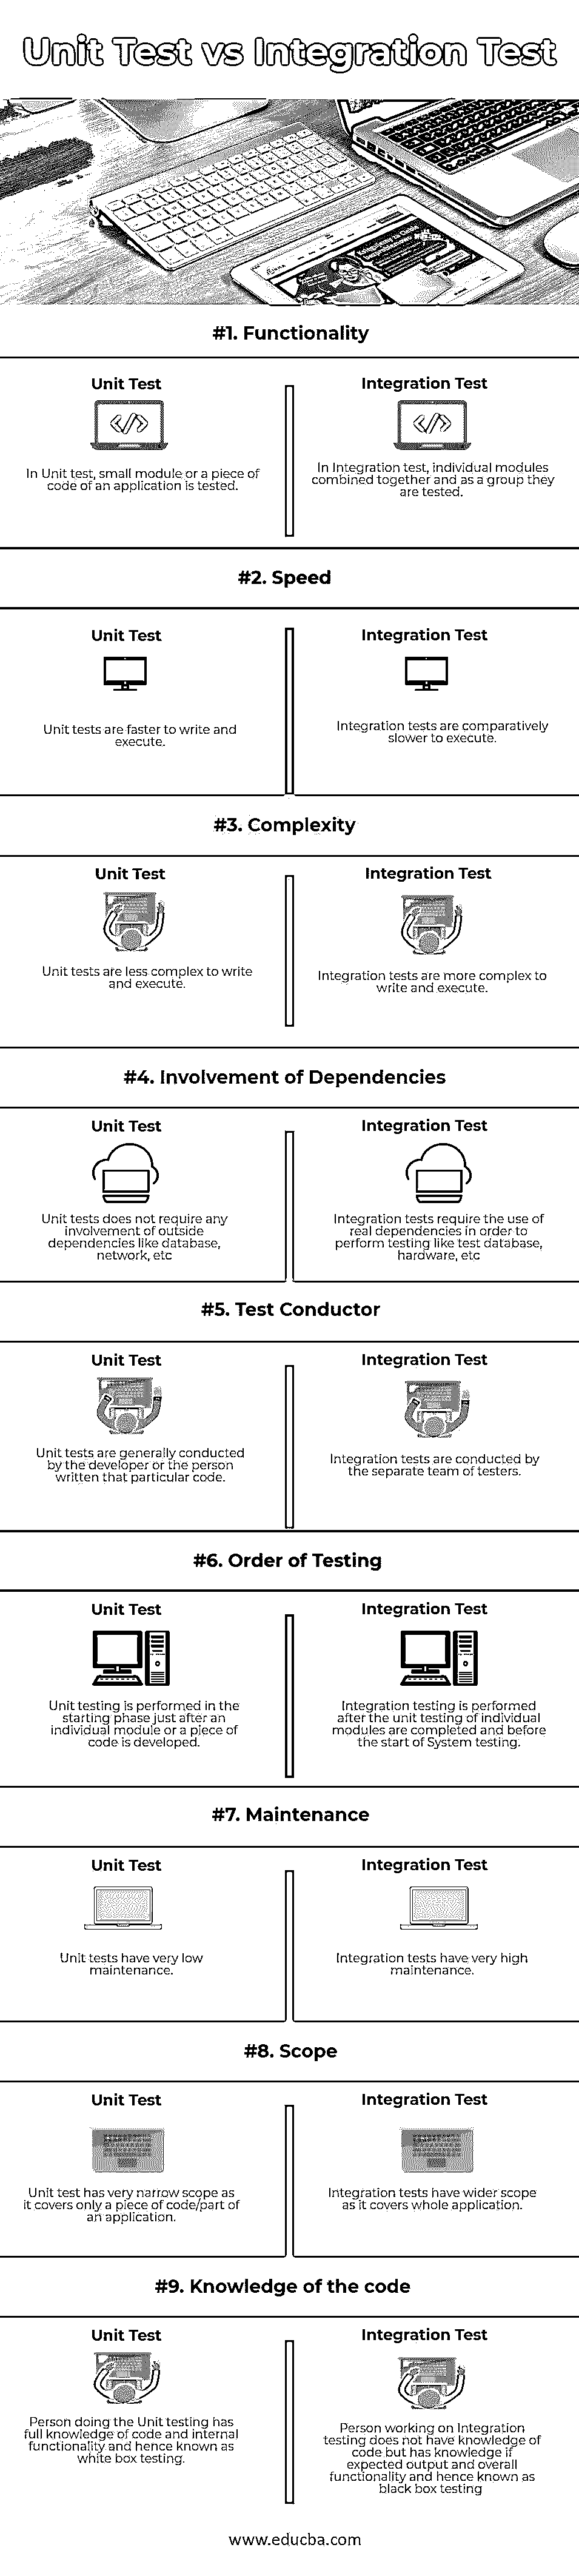 Unit Test vs Integration Test
#1. Functionality
Unit Test
In Unit test, small module or a piece of
code of an application is tested.
Integration Test
In Integration test, individual modules
combined together and as a group they
are tested.
#2. Speed
Unit Test
Unit tests are faster to write and
execute.
Integration Test
Integration tests are comparatively
slower to execute.
#3. Complexity
Unit Test
Unit tests are less complex to write
and execute.
Integration Test
Integration tests are more complex to
write and execute.
#4. Involvement of Dependencies
Unit Test
Unit tests does not require any
involvement of outside
dependencies like database,
network, etc
Integration Test
Integration tests require the use of
real dependencies in order to
perform testing like test database,
hardware, etc
#5. Test Conductor
Unit Test
Unit tests are generally conducted
by the developer or the person
written that particular code.
Integration Test
Integration tests are conducted by
the separate team of testers.
#6. Order of Testing
Unit Test
Unit testing is performed in the
starting phase just after an
individual module or a piece of
code is developed.
Integration Test
Integration testing is performed
after the unit testing of individual
modules are completed and before
the start of System testing.
#7. Maintenance
Unit Test
Unit tests have very low
maintenance.
Integration Test
Integration tests have very high
maintenance.
#8. Scope
Unit Test
Unit test has very narrow scope as
it covers only a piece of code/part of
an application.
Integration Test
Integration tests have wider scope
as it covers whole application.
#9. Knowledge of the code
Unit Test
Person doing the Unit testing has
full knowledge of code and internal
functionality and hence known as
white box testing.
Integration Test
Person working on Integration
testing does not have knowledge of
code but has knowledge if
expected output and overall
functionality and hence known as
black box testing
www.educba.com